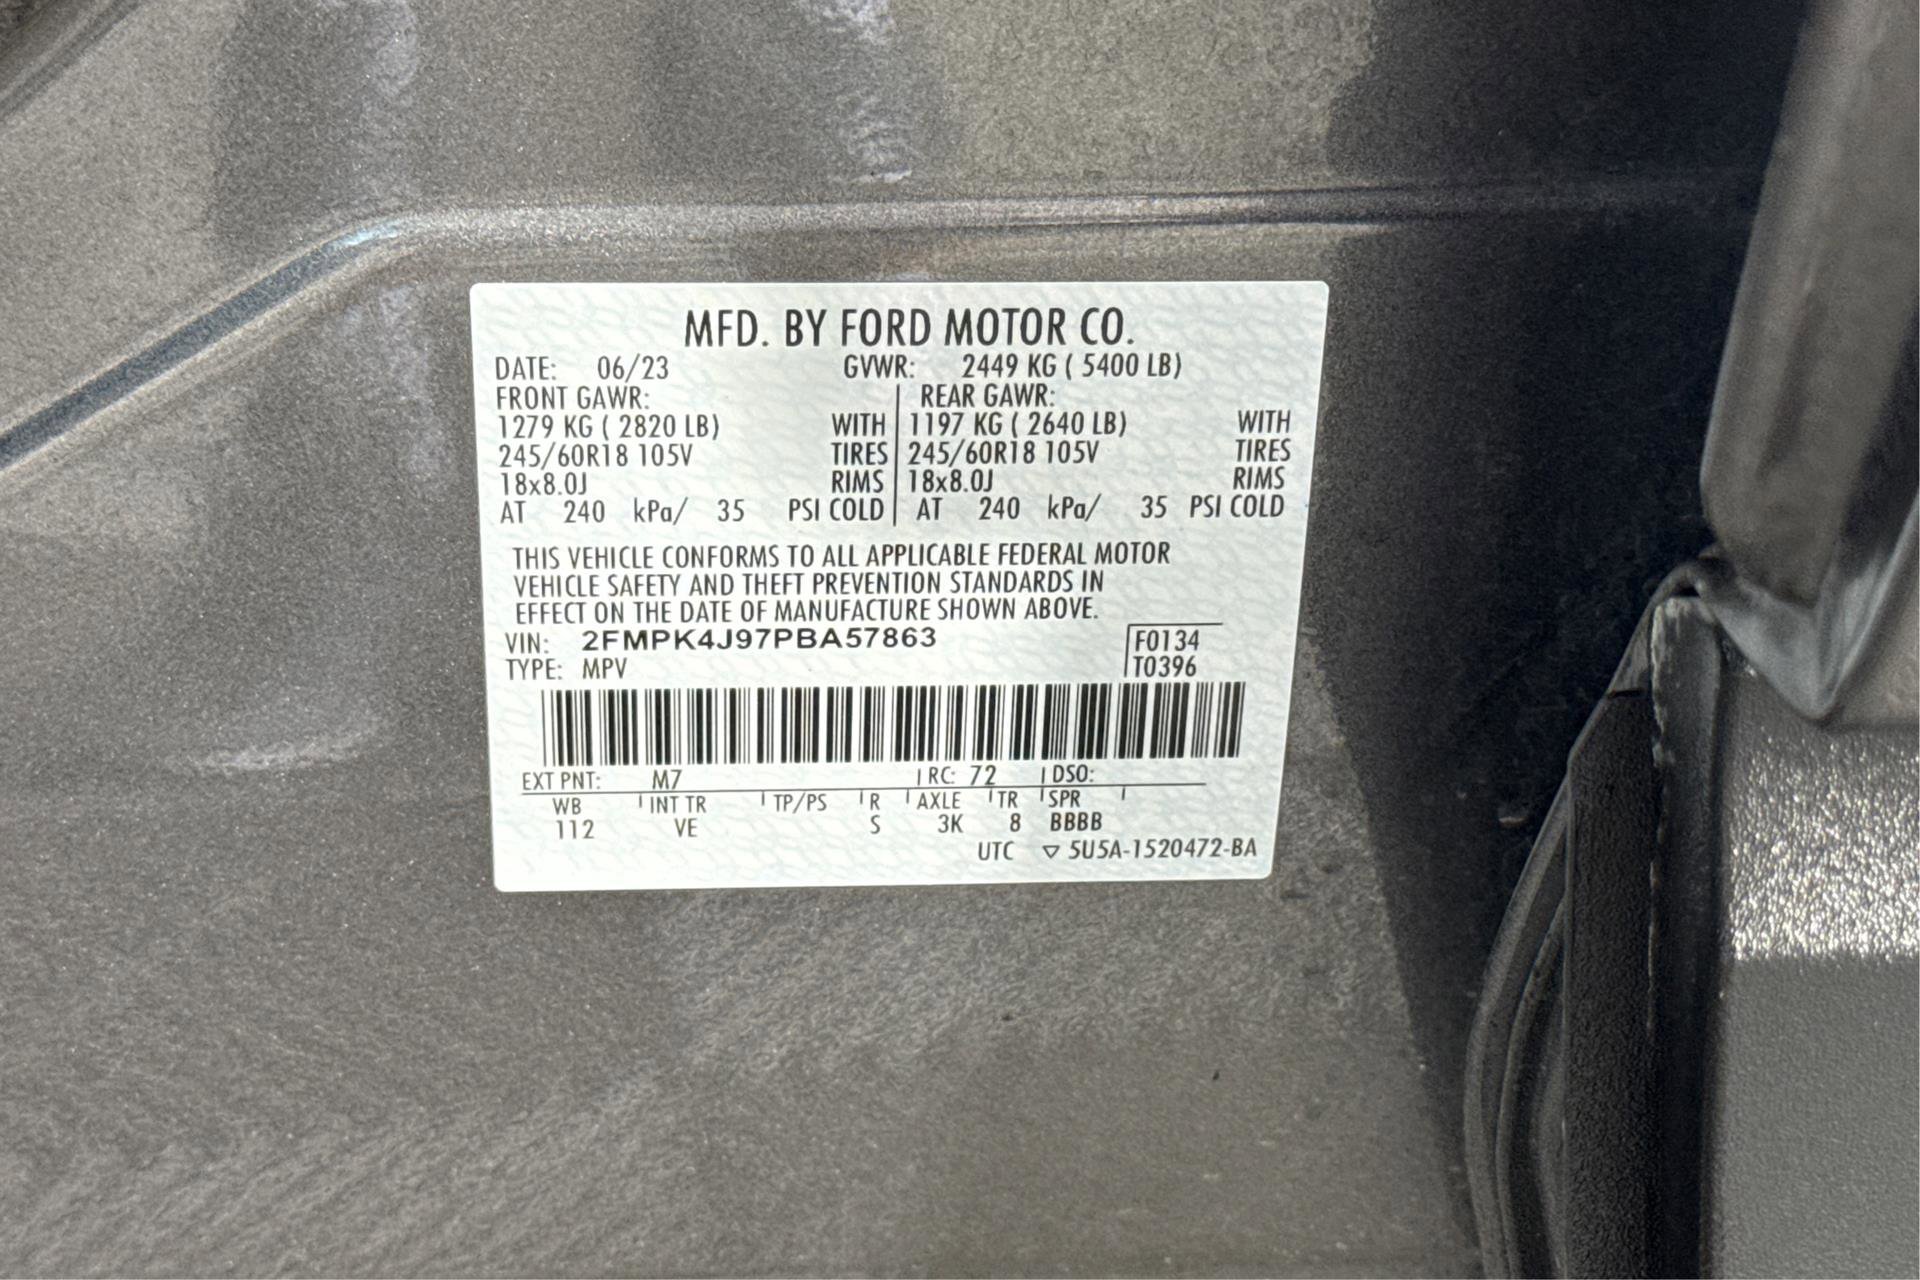 MFD. BY FORD MOTOR CO.
DATE: 06/23 GVWR: 2449 KG ( 5400 LB)
FRONT GAWR: REAR GAWR:
1279 KG ( 2820 LB) WITH 1197 KG ( 2640 LB) WITH
245/60R18 105V TIRES 245/60R18 105V TIRES
18x8.0J RIMS 18x8.0J RIMS
AT 240 kPa/ 35 PSI COLD AT 240 kPa/ 35 PSI COLD
THIS VEHICLE CONFORMS TO ALL APPLICABLE FEDERAL MOTOR
VEHICLE SAFETY AND THEFT PREVENTION STANDARDS IN
EFFECT ON THE DATE OF MANUFACTURE SHOWN ABOVE.
VIN: 2FMPK4J97PBA57863 F0134
TYPE: MPV T0396
EXT PNT: M7 RC: 72 DSO:
WB INT TR TP/PS R AXLE TR SPR
112 VE S 3K 8 BBBB
UTC ▽ 5U5A-1520472-BA